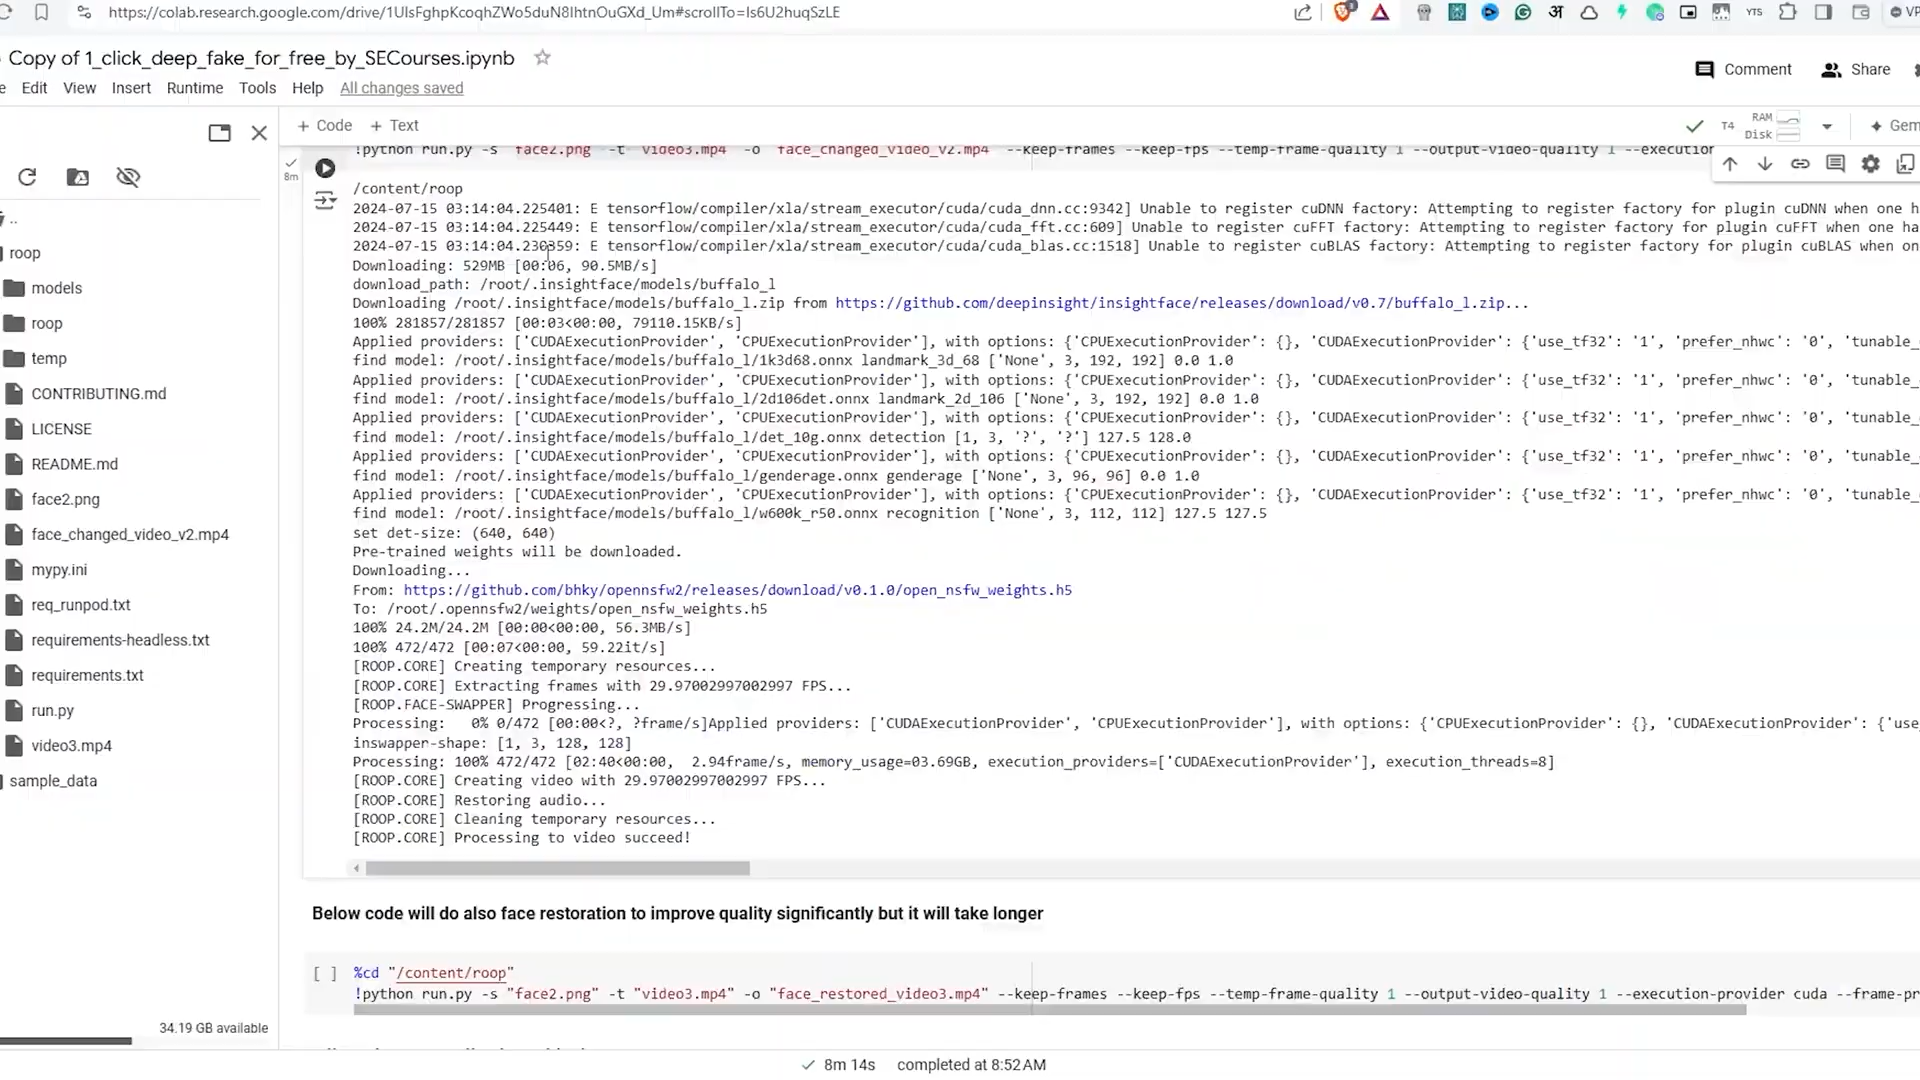 https://colab.research.google.com/drive/1UIsFghpKcoqhZWo5duN8IhtnOuGXd_Um#scrollTo=Is6U2huqSzLE
अ
YTS
VP
Copy of 1_click_deep_fake_for_free_by_SECourses.ipynb
Comment
Share
e Edit View Insert Runtime Tools Help All changes saved
+ Code + Text
T4
RAM
Disk
Gem
!python run.py -s "face2.png" -t "video3.mp4" -o "face_changed_video_v2.mp4" --keep-frames --keep-fps --temp-frame-quality 1 --output-video-quality 1 --execution
8m
/content/roop
2024-07-15 03:14:04.225401: E tensorflow/compiler/xla/stream_executor/cuda/cuda_dnn.cc:9342] Unable to register cuDNN factory: Attempting to register factory for plugin cuDNN when one h
2024-07-15 03:14:04.225449: E tensorflow/compiler/xla/stream_executor/cuda/cuda_fft.cc:609] Unable to register cuFFT factory: Attempting to register factory for plugin cuFFT when one ha
2024-07-15 03:14:04.230359: E tensorflow/compiler/xla/stream_executor/cuda/cuda_blas.cc:1518] Unable to register cuBLAS factory: Attempting to register factory for plugin cuBLAS when on
Downloading: 529MB [00:06, 90.5MB/s]
download_path: /root/.insightface/models/buffalo_l
Downloading /root/.insightface/models/buffalo_l.zip from https://github.com/deepinsight/insightface/releases/download/v0.7/buffalo_l.zip...
100% 281857/281857 [00:03<00:00, 79110.15KB/s]
Applied providers: ['CUDAExecutionProvider', 'CPUExecutionProvider'], with options: {'CPUExecutionProvider': {}, 'CUDAExecutionProvider': {'use_tf32': '1', 'prefer_nhwc': '0', 'tunable_
find model: /root/.insightface/models/buffalo_l/1k3d68.onnx landmark_3d_68 ['None', 3, 192, 192] 0.0 1.0
Applied providers: ['CUDAExecutionProvider', 'CPUExecutionProvider'], with options: {'CPUExecutionProvider': {}, 'CUDAExecutionProvider': {'use_tf32': '1', 'prefer_nhwc': '0', 'tunable_
find model: /root/.insightface/models/buffalo_l/2d106det.onnx landmark_2d_106 ['None', 3, 192, 192] 0.0 1.0
Applied providers: ['CUDAExecutionProvider', 'CPUExecutionProvider'], with options: {'CPUExecutionProvider': {}, 'CUDAExecutionProvider': {'use_tf32': '1', 'prefer_nhwc': '0', 'tunable_
find model: /root/.insightface/models/buffalo_l/det_10g.onnx detection [1, 3, '?', '?'] 127.5 128.0
Applied providers: ['CUDAExecutionProvider', 'CPUExecutionProvider'], with options: {'CPUExecutionProvider': {}, 'CUDAExecutionProvider': {'use_tf32': '1', 'prefer_nhwc': '0', 'tunable_
find model: /root/.insightface/models/buffalo_l/genderage.onnx genderage ['None', 3, 96, 96] 0.0 1.0
Applied providers: ['CUDAExecutionProvider', 'CPUExecutionProvider'], with options: {'CPUExecutionProvider': {}, 'CUDAExecutionProvider': {'use_tf32': '1', 'prefer_nhwc': '0', 'tunable_
find model: /root/.insightface/models/buffalo_l/w600k_r50.onnx recognition ['None', 3, 112, 112] 127.5 127.5
set det-size: (640, 640)
Pre-trained weights will be downloaded.
Downloading...
From: https://github.com/bhky/opennsfw2/releases/download/v0.1.0/open_nsfw_weights.h5
To: /root/.opennsfw2/weights/open_nsfw_weights.h5
100% 24.2M/24.2M [00:00<00:00, 56.3MB/s]
100% 472/472 [00:07<00:00, 59.22it/s]
[ROOP.CORE] Creating temporary resources...
[ROOP.CORE] Extracting frames with 29.97002997002997 FPS...
[ROOP.FACE-SWAPPER] Progressing...
Processing: 0% 0/472 [00:00<?, ?frame/s]Applied providers: ['CUDAExecutionProvider', 'CPUExecutionProvider'], with options: {'CPUExecutionProvider': {}, 'CUDAExecutionProvider': {'use
inswapper-shape: [1, 3, 128, 128]
Processing: 100% 472/472 [02:40<00:00, 2.94frame/s, memory_usage=03.69GB, execution_providers=['CUDAExecutionProvider'], execution_threads=8]
[ROOP.CORE] Creating video with 29.97002997002997 FPS...
[ROOP.CORE] Restoring audio...
[ROOP.CORE] Cleaning temporary resources...
[ROOP.CORE] Processing to video succeed!
Below code will do also face restoration to improve quality significantly but it will take longer
[ ] %cd "/content/roop"
!python run.py -s "face2.png" -t "video3.mp4" -o "face_restored_video3.mp4" --keep-frames --keep-fps --temp-frame-quality 1 --output-video-quality 1 --execution-provider cuda --frame-pr
..
roop
models
roop
temp
CONTRIBUTING.md
LICENSE
README.md
face2.png
face_changed_video_v2.mp4
mypy.ini
req_runpod.txt
requirements-headless.txt
requirements.txt
run.py
video3.mp4
sample_data
34.19 GB available
8m 14s completed at 8:52 AM